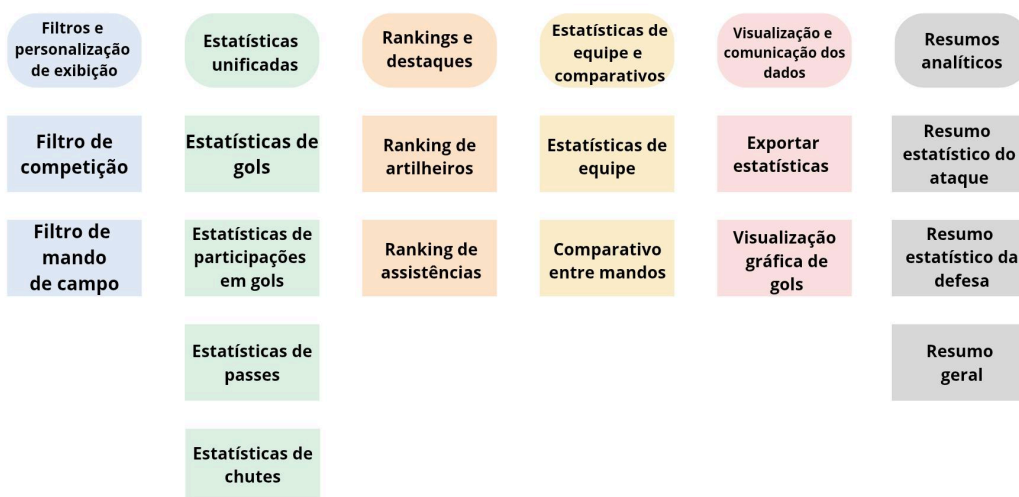 Filtros e
personalização
de exibição
Estatísticas
unificadas
Rankings e
destaques
Estatísticas de
equipe e
comparativos
Visualização e
comunicação dos
dados
Resumos
analíticos
Filtro de
competição
Estatísticas de
gols
Ranking de
artilheiros
Estatísticas de
equipe
Exportar
estatísticas
Resumo
estatístico do
ataque
Filtro de
mando
de campo
Estatísticas de
participações
em gols
Ranking de
assistências
Comparativo
entre mandos
Visualização
gráfica de
gols
Resumo
estatístico da
defesa
Estatísticas de
passes
Resumo
geral
Estatísticas de
chutes